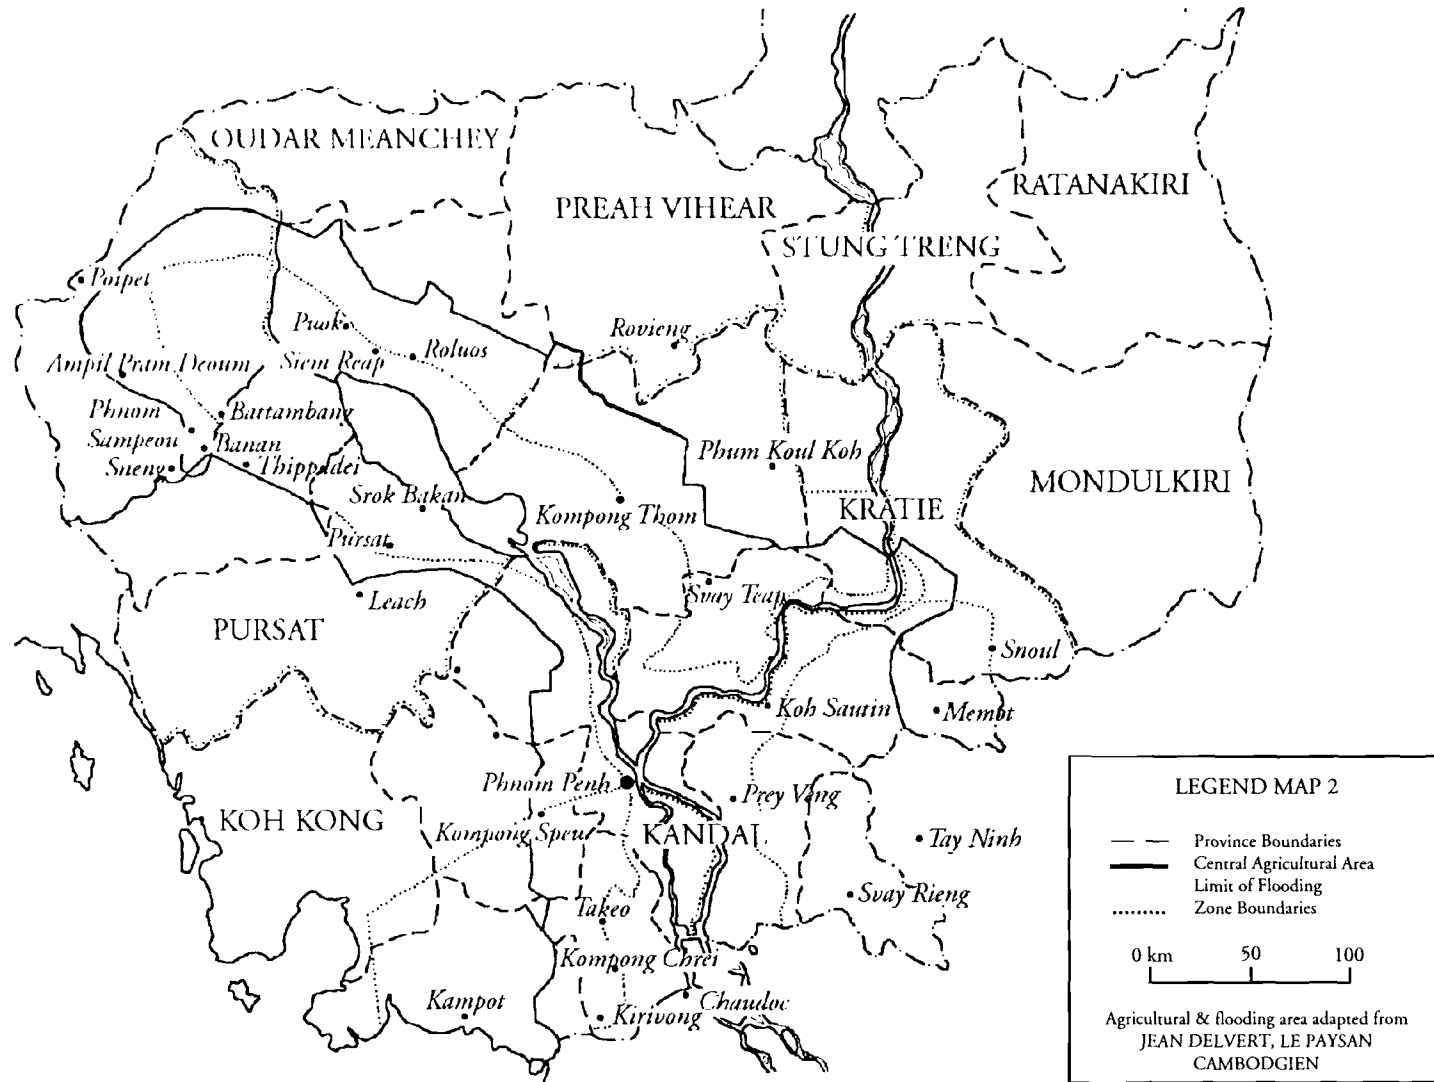 OUDAR MEANCHEY
RATANAKIRI
PREAH VIHEAR
STUNG TRENG
Poipet
Puok
Rovieng
Ampil Pram Deoum
Siem Reap
Roluos
Phnom
Sampeou
Battambang
Banan
Sneng
Thippadei
Phum Koul Koh
MONDULKIRI
Srok Bakan
Kompong Thom
KRATIE
Pursat
Leach
Svay Teap
PURSAT
Snoul
Koh Sautin
Memot
Phnom Penh
Prey Veng
KOH KONG
Kompong Speu
KANDAL
Tay Ninh
Svay Rieng
Takeo
Kompong Chrei
Kampot
Kirivong
Chaudoc
LEGEND MAP 2
Province Boundaries
Central Agricultural Area
Limit of Flooding
Zone Boundaries
0 km 50 100
Agricultural & flooding area adapted from
JEAN DELVERT, LE PAYSAN
CAMBODGIEN